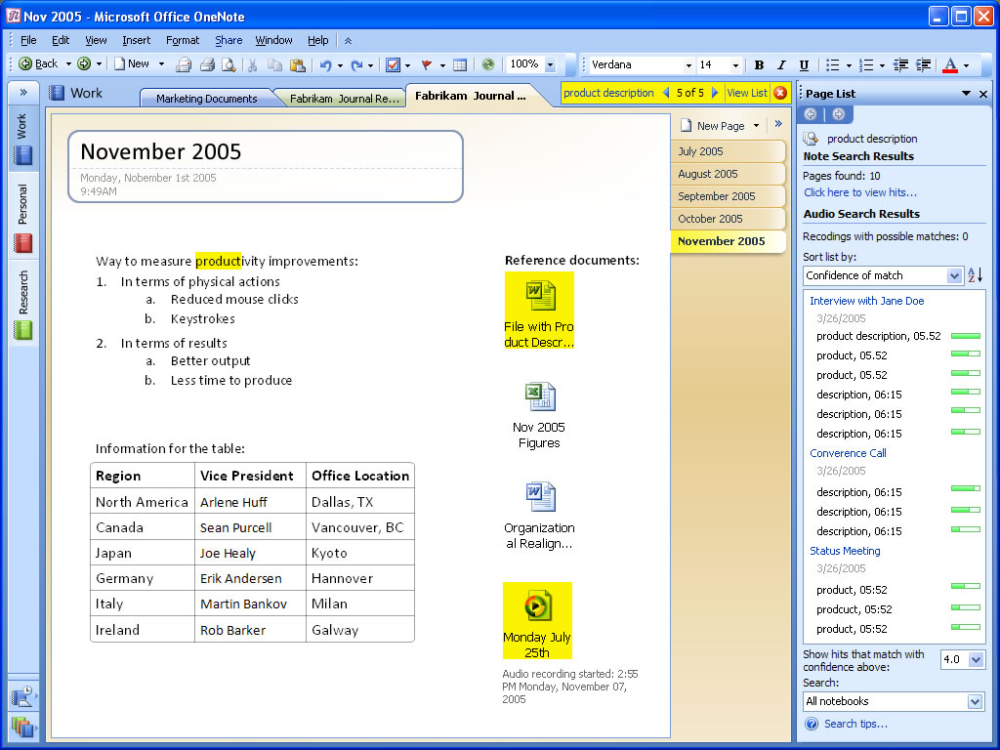 Nov 2005 - Microsoft Office OneNote
File Edit View Insert Format Share Window Help
Back New 100% Verdana 14 B I U A
Work
Marketing Documents
Fabrikam Journal Re...
Fabrikam Journal ...
product description 5 of 5 View List
Work
Personal
Research
November 2005
Monday, Nobember 1st 2005
9:49AM
Way to measure productivity improvements:
1. In terms of physical actions
a. Reduced mouse clicks
b. Keystrokes
2. In terms of results
a. Better output
b. Less time to produce
Information for the table:
Region Vice President Office Location
North America Arlene Huff Dallas, TX
Canada Sean Purcell Vancouver, BC
Japan Joe Healy Kyoto
Germany Erik Andersen Hannover
Italy Martin Bankov Milan
Ireland Rob Barker Galway
Reference documents:
File with Pro
duct Descr...
Nov 2005
Figures
Organization
al Realign...
Monday July
25th
Audio recording started: 2:55
PM Monday, November 07,
2005
New Page
July 2005
August 2005
September 2005
October 2005
November 2005
Page List
product description
Note Search Results
Pages found: 10
Click here to view hits...
Audio Search Results
Recodings with possible matches: 0
Sort list by:
Confidence of match
Interview with Jane Doe
3/26/2005
product description, 05.52
product, 05.52
product, 05.52
description, 06:15
description, 06:15
description, 06:15
Converence Call
3/26/2005
description, 06:15
description, 06:15
description, 06:15
Status Meeting
3/26/2005
product, 05:52
prodcuct, 05:52
product, 05:52
Show hits that match with
confidence above: 4.0
Search:
All notebooks
Search tips...